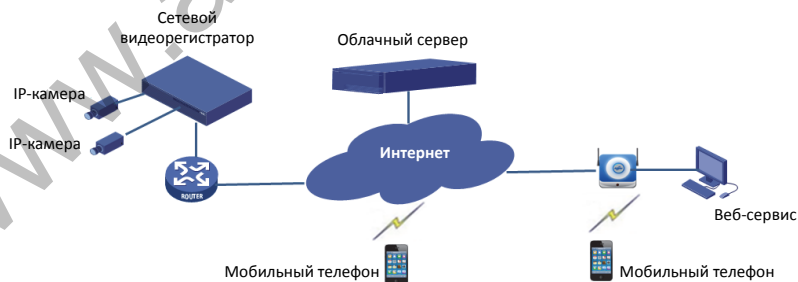 Сетевой
видеорегистратор
Облачный сервер
IP-камера
IP-камера
Интернет
ROUTER
Веб-сервис
Мобильный телефон
Мобильный телефон